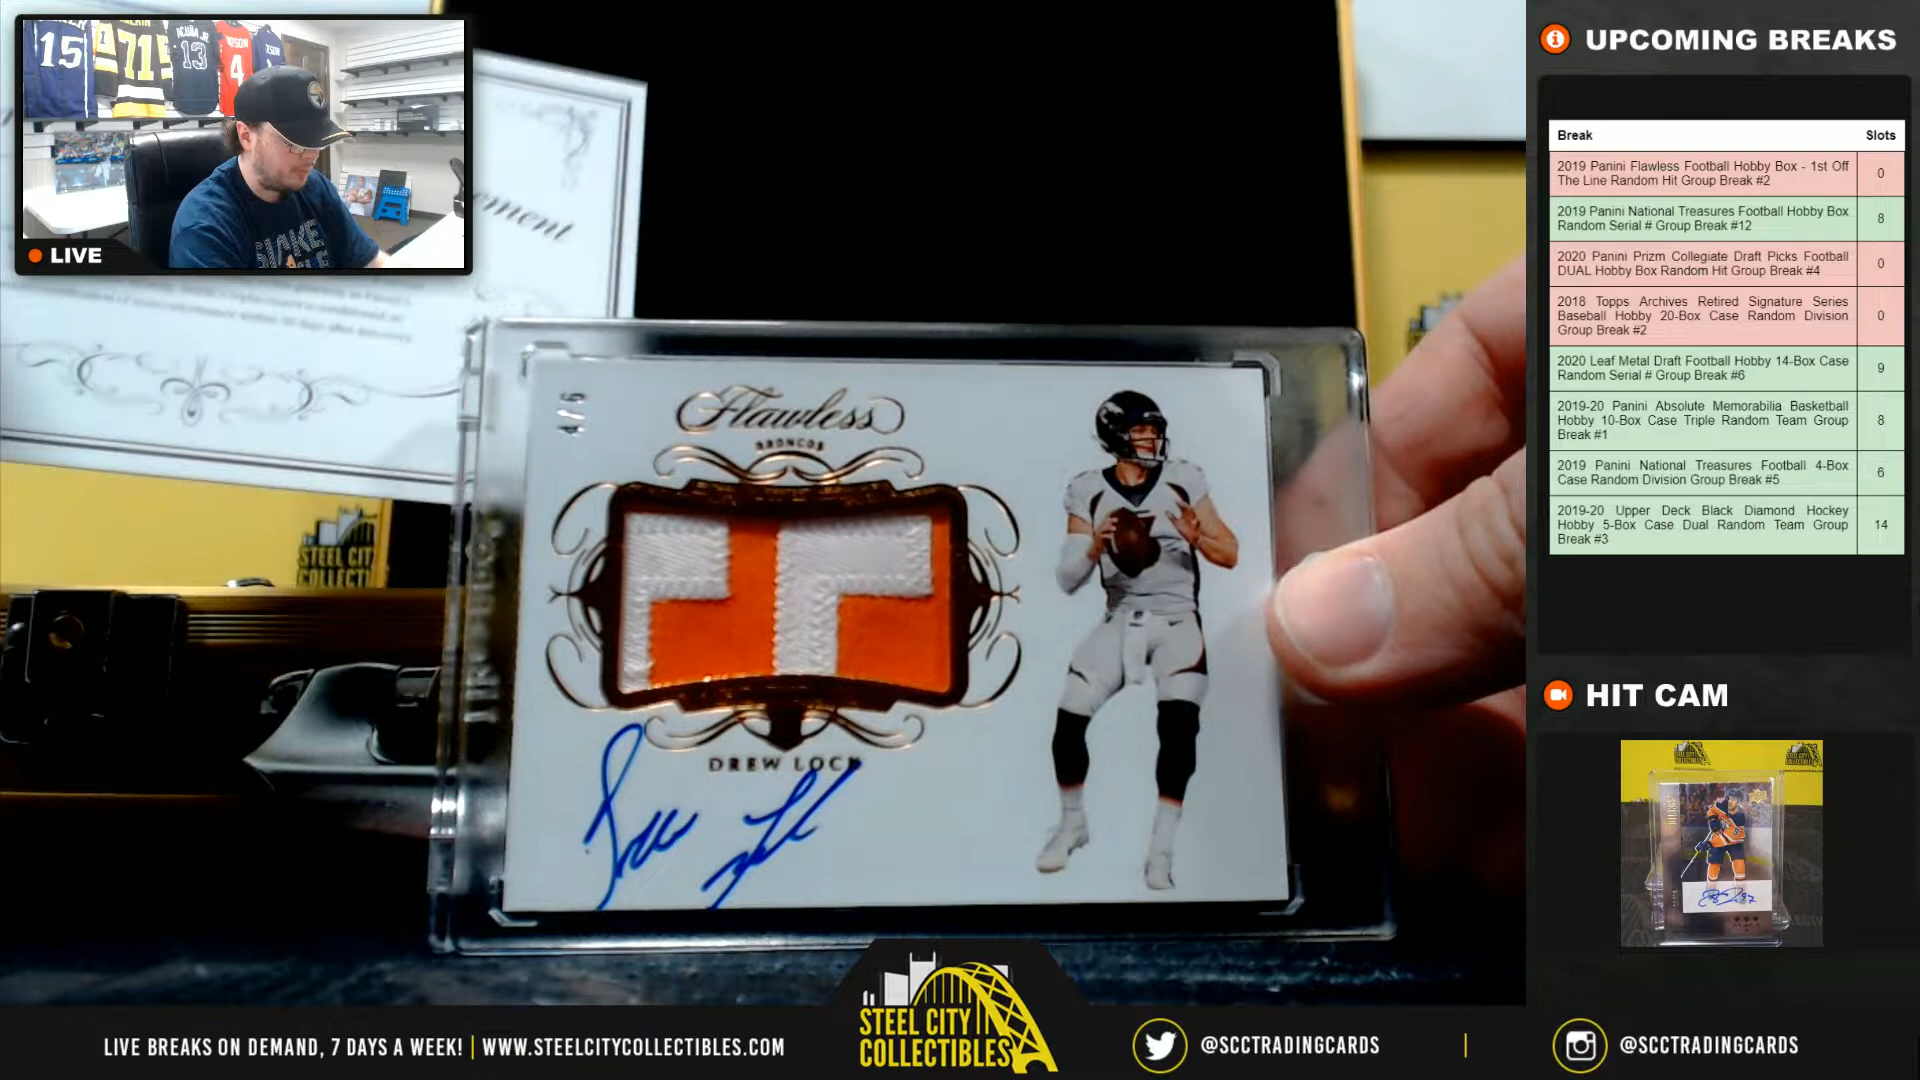 15
71
ACUÑA JR
13
4
LIVE
ement
4/5
Flawless
BRONCOS
DREW LOCK
STEEL CITY
COLLECTIBLES
UPCOMING BREAKS
Break Slots
2019 Panini Flawless Football Hobby Box - 1st Off
The Line Random Hit Group Break #2
0
2019 Panini National Treasures Football Hobby Box
Random Serial # Group Break #12
8
2020 Panini Prizm Collegiate Draft Picks Football
DUAL Hobby Box Random Hit Group Break #4
0
2018 Topps Archives Retired Signature Series
Baseball Hobby 20-Box Case Random Division
Group Break #2
0
2020 Leaf Metal Draft Football Hobby 14-Box Case
Random Serial # Group Break #6
9
2019-20 Panini Absolute Memorabilia Basketball
Hobby 10-Box Case Triple Random Team Group
Break #1
8
2019 Panini National Treasures Football 4-Box
Case Random Division Group Break #5
6
2019-20 Upper Deck Black Diamond Hockey
Hobby 5-Box Case Dual Random Team Group
Break #3
14
HIT CAM
LIVE BREAKS ON DEMAND, 7 DAYS A WEEK! | WWW.STEELCITYCOLLECTIBLES.COM
STEEL CITY
COLLECTIBLES
@SCCTRADINGCARDS | @SCCTRADINGCARDS